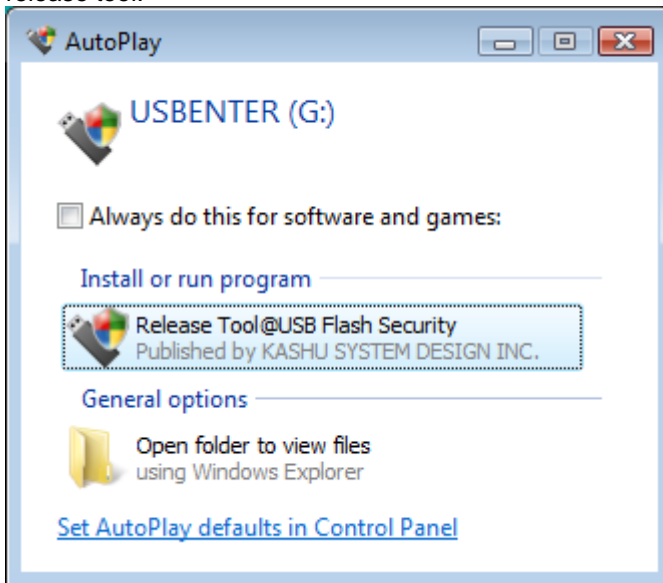 release tool.
AutoPlay
USBENTER (G:)
Always do this for software and games:
Install or run program
Release Tool@USB Flash Security
Published by KASHU SYSTEM DESIGN INC.
General options
Open folder to view files
using Windows Explorer
Set AutoPlay defaults in Control Panel